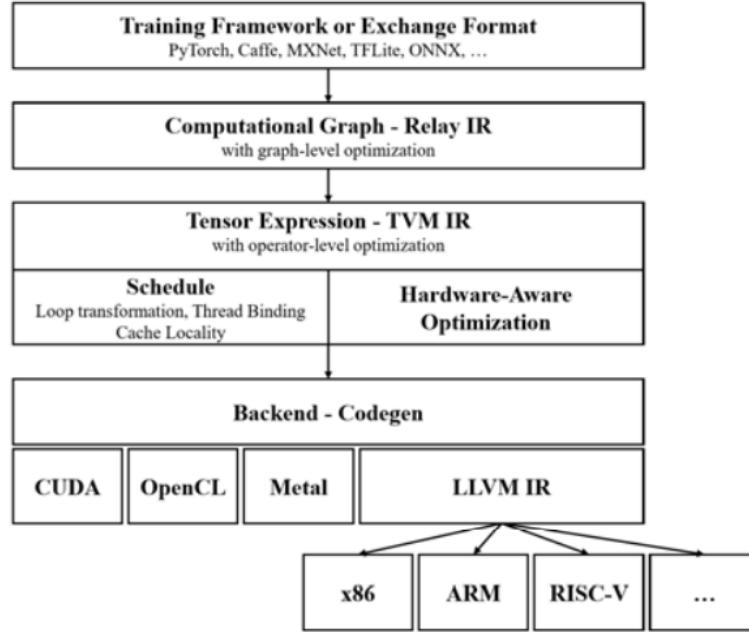 Training Framework or Exchange Format
PyTorch, Caffe, MXNet, TFLite, ONNX, …
Computational Graph - Relay IR
with graph-level optimization
Tensor Expression - TVM IR
with operator-level optimization
Schedule
Loop transformation, Thread Binding
Cache Locality
Hardware-Aware
Optimization
Backend - Codegen
CUDA
OpenCL
Metal
LLVM IR
x86
ARM
RISC-V
…